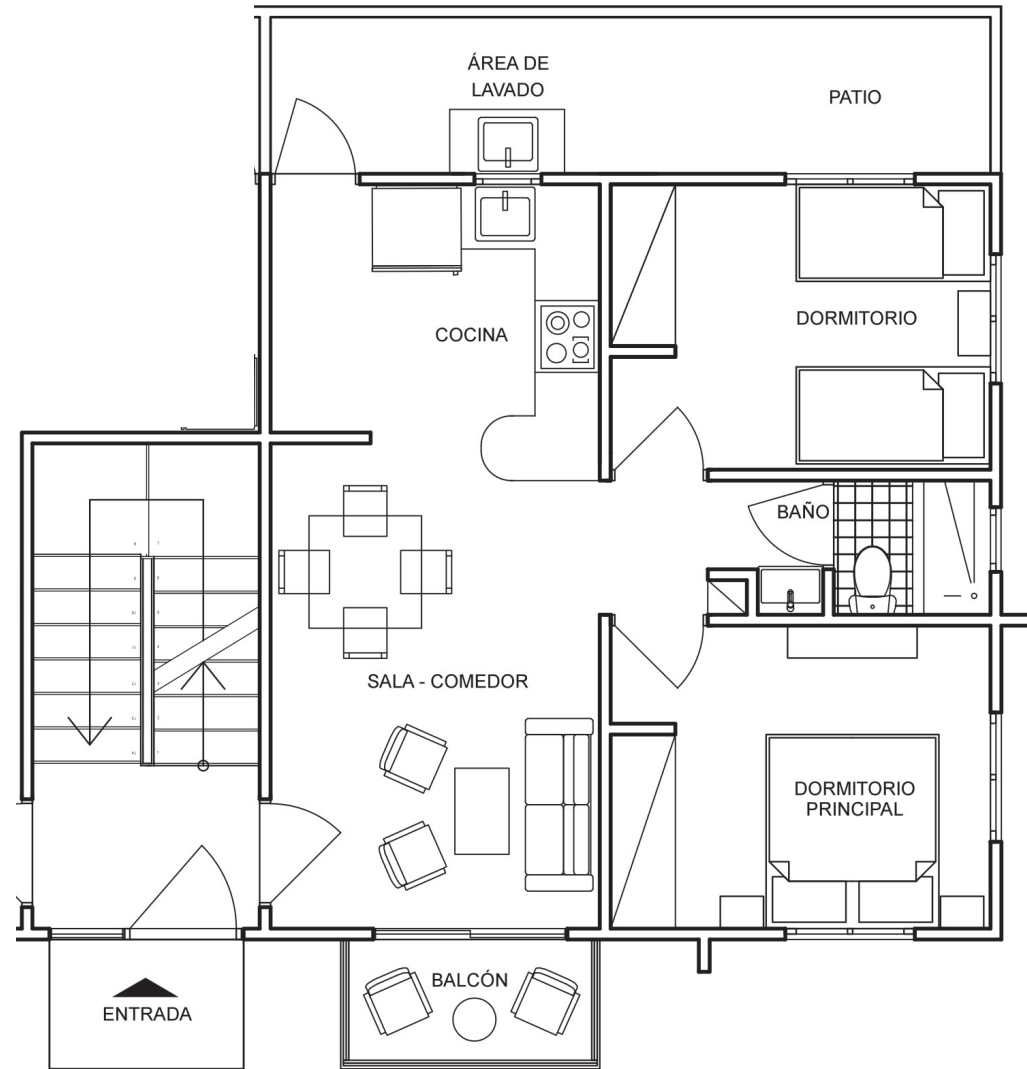 ÁREA DE
LAVADO
PATIO
COCINA
DORMITORIO
BAÑO
SALA - COMEDOR
DORMITORIO
PRINCIPAL
BALCÓN
ENTRADA